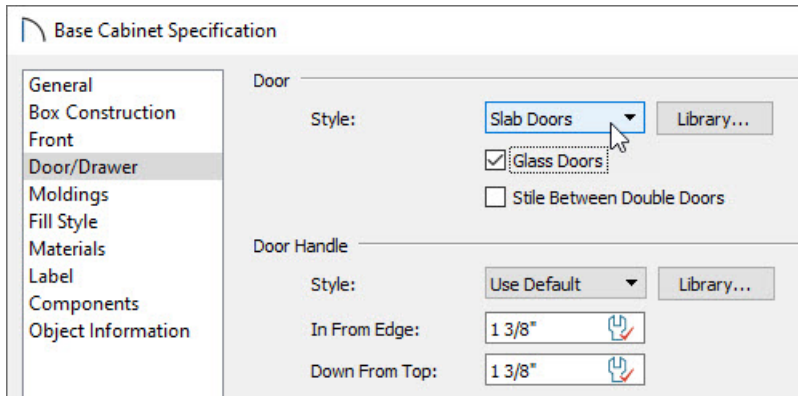 Base Cabinet Specification
General
Box Construction
Front
Door/Drawer
Moldings
Fill Style
Materials
Label
Components
Object Information
Door
Style: Slab Doors Library...
Glass Doors
Stile Between Double Doors
Door Handle
Style: Use Default Library...
In From Edge: 1 3/8"
Down From Top: 1 3/8"